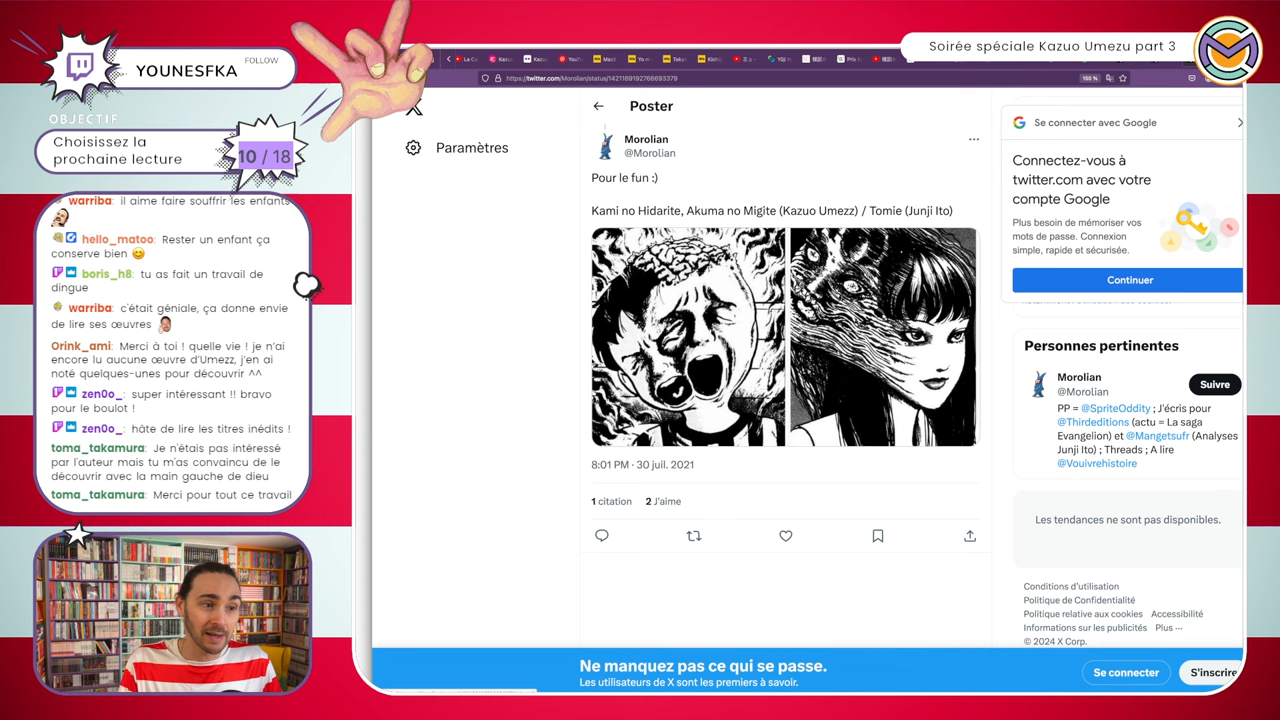 YOUNESFKA
FOLLOW
OBJECTIF
Choisissez la
prochaine lecture
10 / 18
warriba: il aime faire souffrir les enfants
hello_matoo: Rester un enfant ça
conserve bien 😊
boris_h8: tu as fait un travail de
dingue
warriba: c'était géniale, ça donne envie
de lire ses œuvres
Orink_ami: Merci à toi ! quelle vie ! je n'ai
encore lu aucune œuvre d'Umezz, j'en ai
noté quelques-unes pour découvrir ^^
zen0o_: super intéressant !! bravo
pour le boulot !
zen0o_: hâte de lire les titres inédits !
toma_takamura: Je n'étais pas intéressé
par l'auteur mais tu m'as convaincu de le
découvrir avec la main gauche de dieu
toma_takamura: Merci pour tout ce travail
Soirée spéciale Kazuo Umezu part 3
https://twitter.com/Morolian/status/1421169192766693379
150 %
Paramètres
Poster
Morolian
@Morolian
Pour le fun :)
Kami no Hidarite, Akuma no Migite (Kazuo Umezz) / Tomie (Junji Ito)
8:01 PM · 30 juil. 2021
1 citation 2 J'aime
Se connecter avec Google
Connectez-vous à
twitter.com avec votre
compte Google
Plus besoin de mémoriser vos
mots de passe. Connexion
simple, rapide et sécurisée.
Continuer
Personnes pertinentes
Morolian
@Morolian
Suivre
PP = @SpriteOddity ; J'écris pour
@Thirdeditions (actu = La saga
Evangelion) et @Mangetsufr (Analyses
Junji Ito) ; Threads ; A lire
@Vouivrehistoire
Les tendances ne sont pas disponibles.
Conditions d'utilisation
Politique de Confidentialité
Politique relative aux cookies Accessibilité
Informations sur les publicités Plus ···
© 2024 X Corp.
Ne manquez pas ce qui se passe.
Les utilisateurs de X sont les premiers à savoir.
Se connecter
S'inscrire